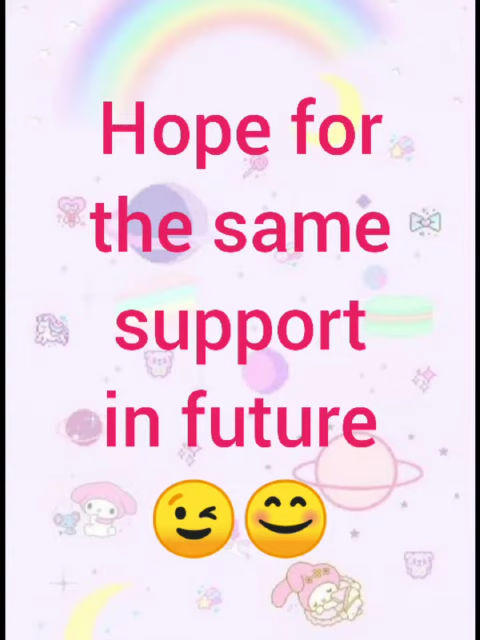 Hope for
the same
support
in future
😉😊